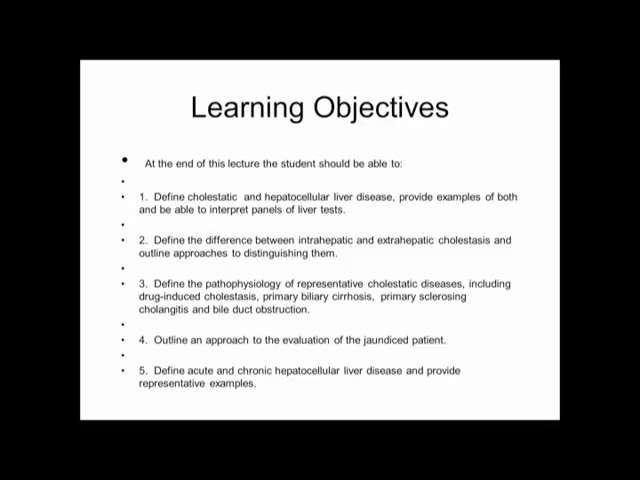 Learning Objectives
• At the end of this lecture the student should be able to:
•
• 1. Define cholestatic and hepatocellular liver disease, provide examples of both
and be able to interpret panels of liver tests.
•
• 2. Define the difference between intrahepatic and extrahepatic cholestasis and
outline approaches to distinguishing them.
•
• 3. Define the pathophysiology of representative cholestatic diseases, including
drug-induced cholestasis, primary biliary cirrhosis, primary sclerosing
cholangitis and bile duct obstruction.
•
• 4. Outline an approach to the evaluation of the jaundiced patient.
•
• 5. Define acute and chronic hepatocellular liver disease and provide
representative examples.